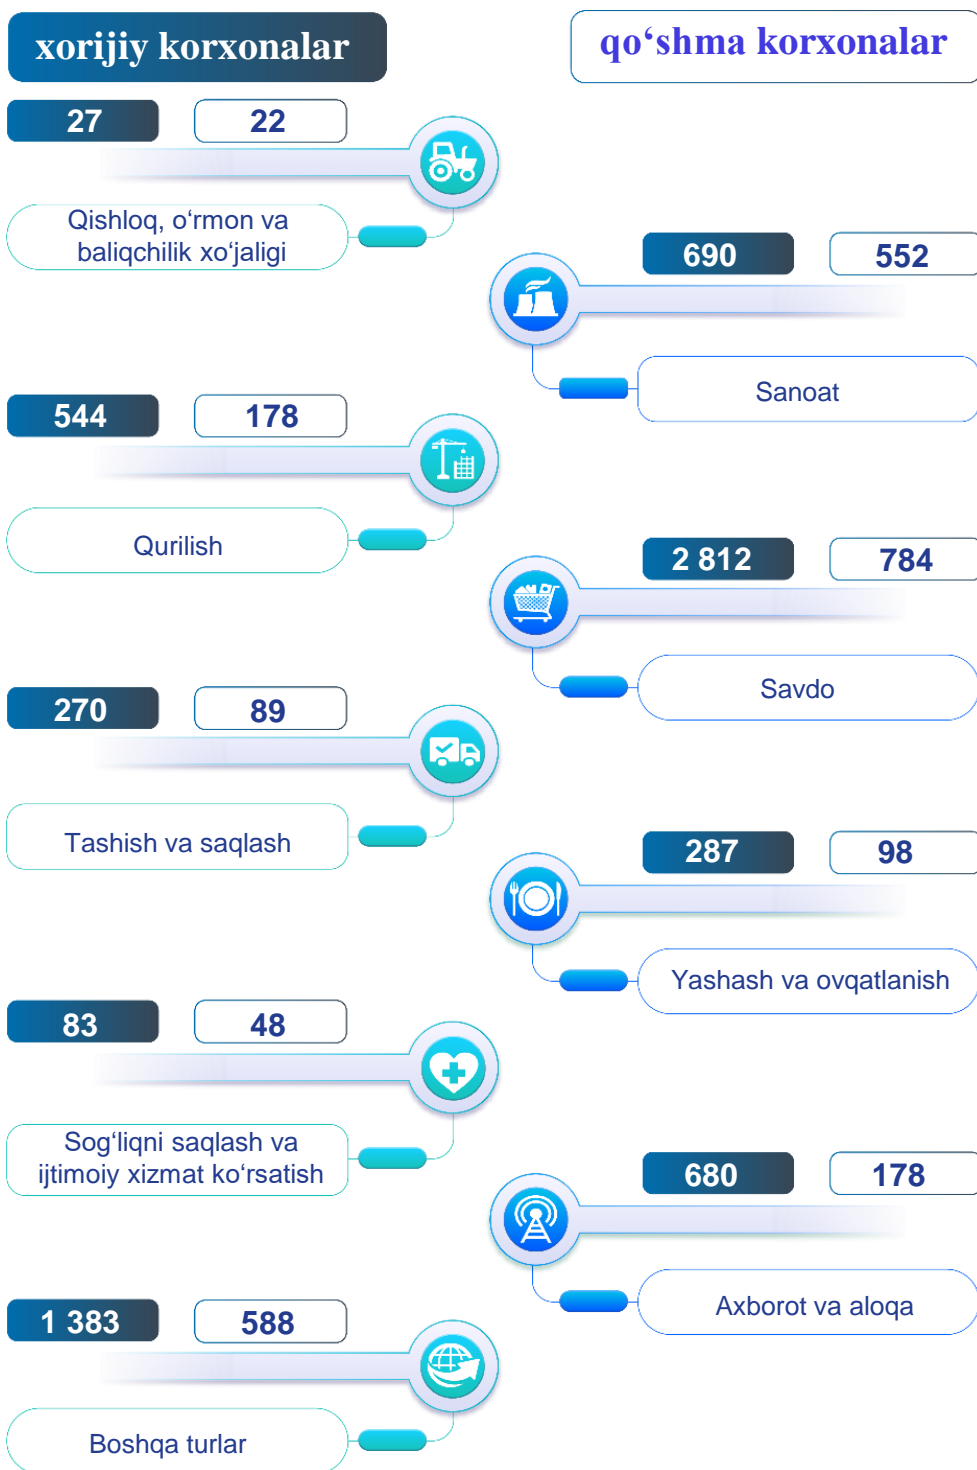 xorijiy korxonalar
qo‘shma korxonalar
27
22
Qishloq, o‘rmon va
baliqchilik xo‘jaligi
690
552
Sanoat
544
178
Qurilish
2 812
784
Savdo
270
89
Tashish va saqlash
287
98
Yashash va ovqatlanish
83
48
Sog‘liqni saqlash va
ijtimoiy xizmat ko‘rsatish
680
178
Axborot va aloqa
1 383
588
Boshqa turlar